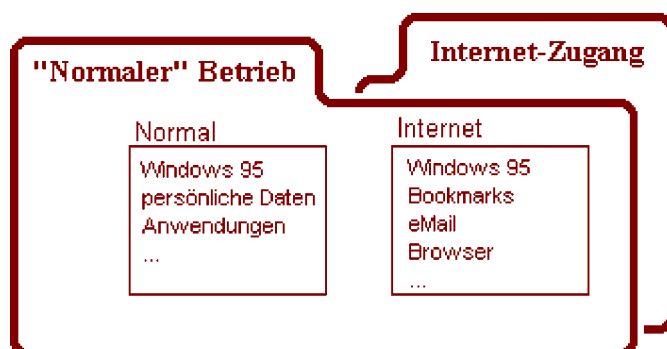 "Normaler" Betrieb
Internet-Zugang
Normal
Windows 95
persönliche Daten
Anwendungen
...
Internet
Windows 95
Bookmarks
eMail
Browser
...